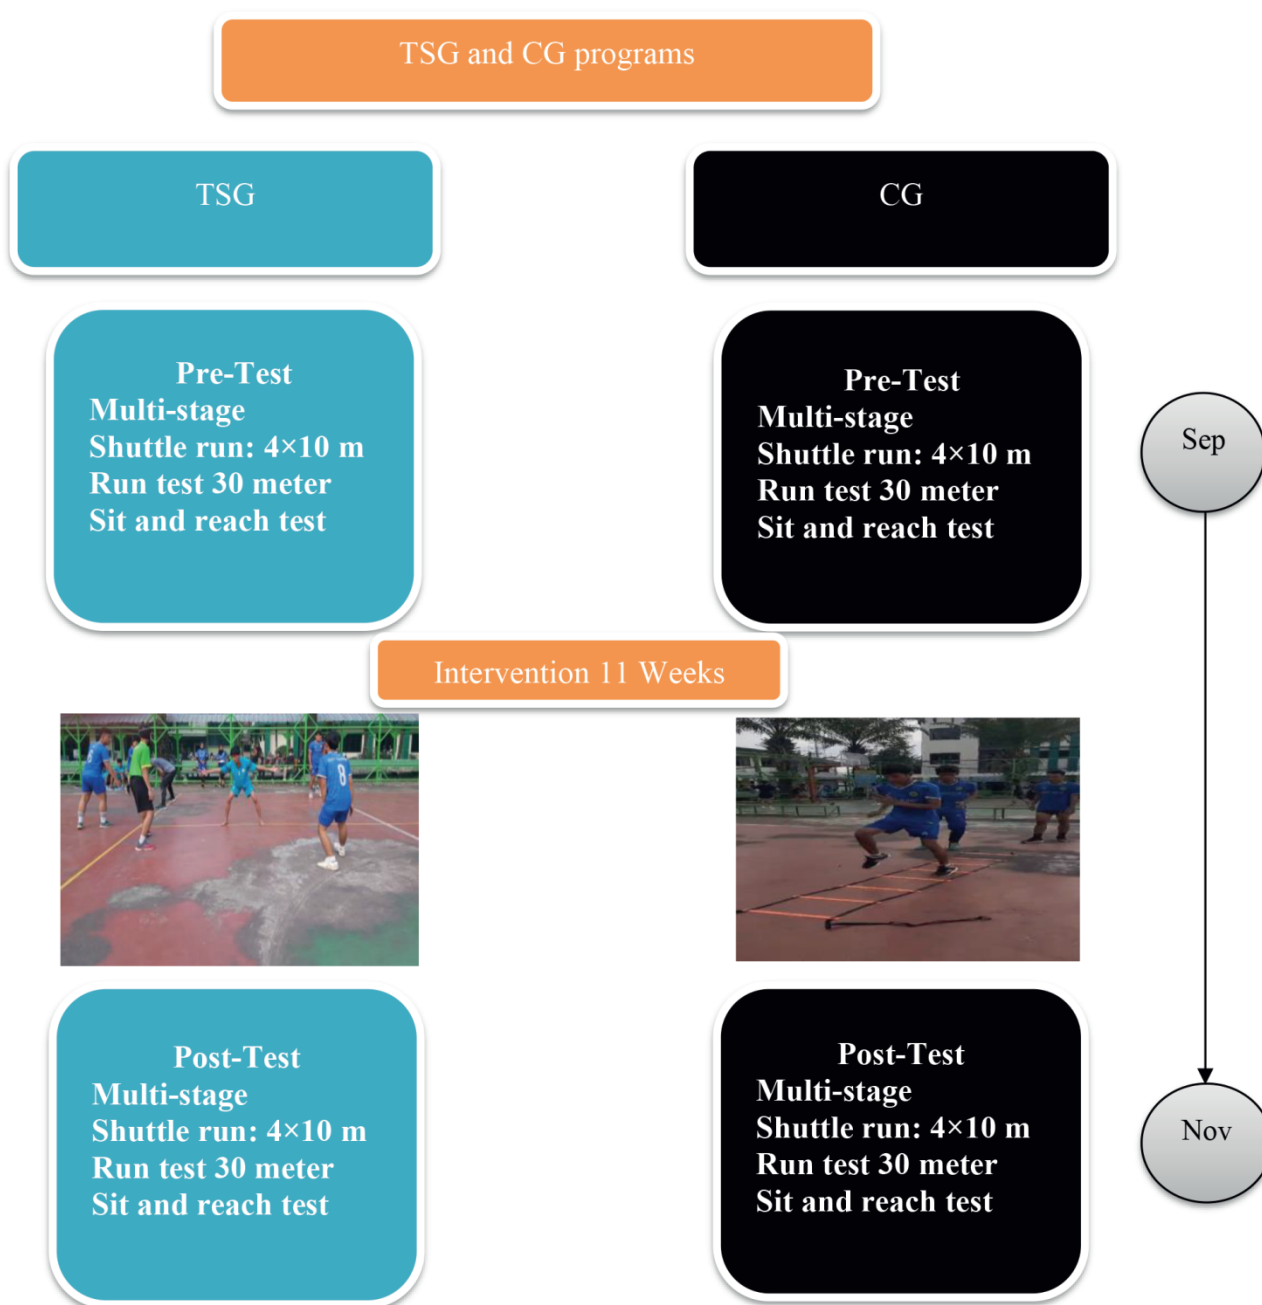 TSG and CG programs
TSG
CG
Pre-Test
Multi-stage
Shuttle run: 4×10 m
Run test 30 meter
Sit and reach test
Pre-Test
Multi-stage
Shuttle run: 4×10 m
Run test 30 meter
Sit and reach test
Sep
Intervention 11 Weeks
8
Post-Test
Multi-stage
Shuttle run: 4×10 m
Run test 30 meter
Sit and reach test
Post-Test
Multi-stage
Shuttle run: 4×10 m
Run test 30 meter
Sit and reach test
Nov